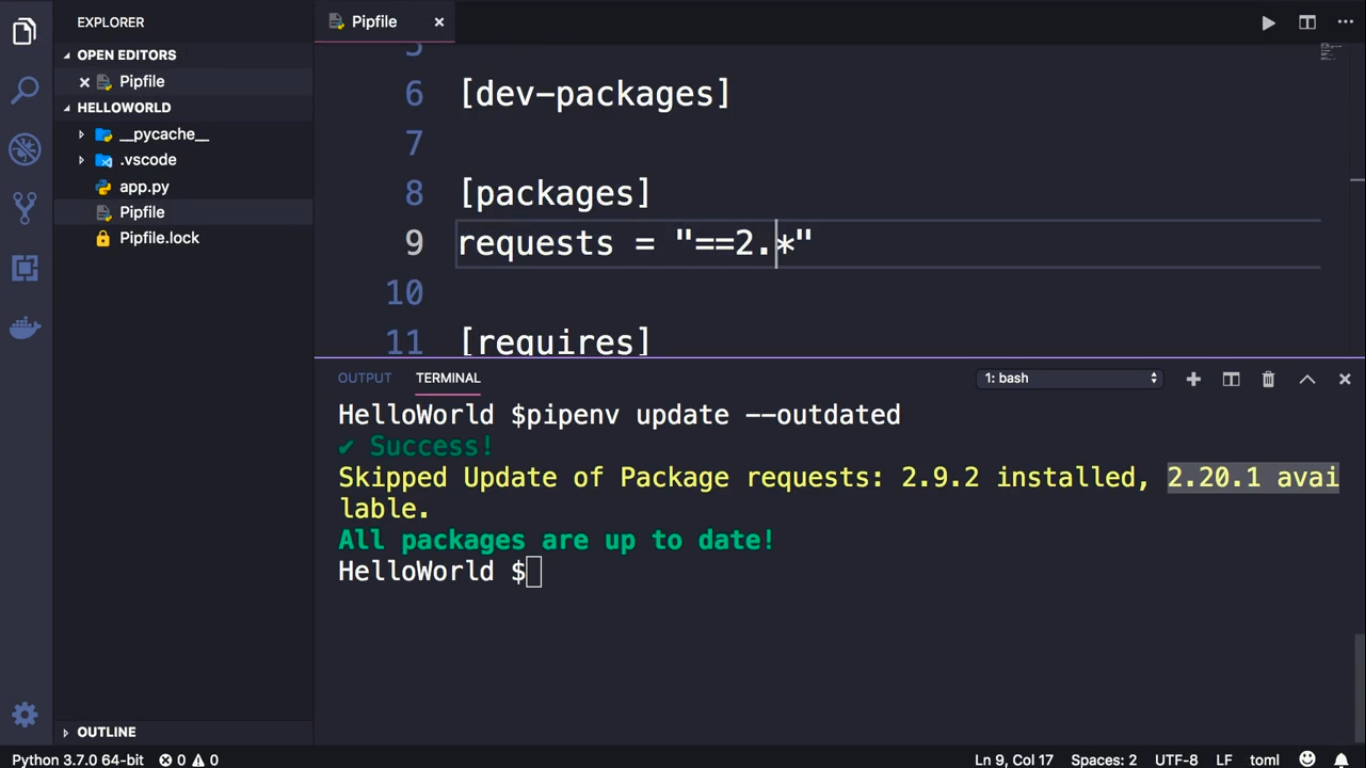 EXPLORER
OPEN EDITORS
Pipfile
HELLOWORLD
__pycache__
.vscode
app.py
Pipfile
Pipfile.lock
OUTLINE
Pipfile
5
6 [dev-packages]
7
8 [packages]
9 requests = "==2.*"
10
11 [requires]
OUTPUT TERMINAL 1: bash
HelloWorld $pipenv update --outdated
✔ Success!
Skipped Update of Package requests: 2.9.2 installed, 2.20.1 avai
lable.
All packages are up to date!
HelloWorld $
Python 3.7.0 64-bit 0 0 Ln 9, Col 17 Spaces: 2 UTF-8 LF toml